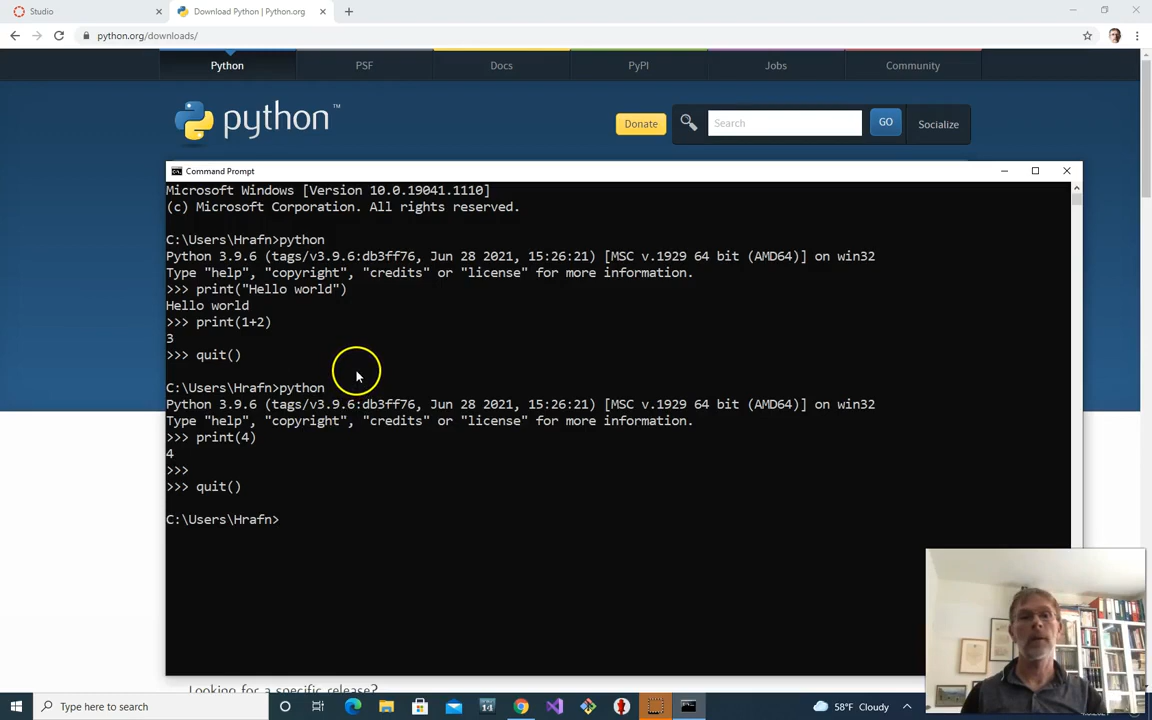 Studio
Download Python | Python.org
python.org/downloads/
Python
PSF
Docs
PyPI
Jobs
Community
python™
Donate
Search
GO
Socialize
Command Prompt
Microsoft Windows [Version 10.0.19041.1110]
(c) Microsoft Corporation. All rights reserved.
C:\Users\Hrafn>python
Python 3.9.6 (tags/v3.9.6:db3ff76, Jun 28 2021, 15:26:21) [MSC v.1929 64 bit (AMD64)] on win32
Type "help", "copyright", "credits" or "license" for more information.
>>> print("Hello world")
Hello world
>>> print(1+2)
3
>>> quit()
C:\Users\Hrafn>python
Python 3.9.6 (tags/v3.9.6:db3ff76, Jun 28 2021, 15:26:21) [MSC v.1929 64 bit (AMD64)] on win32
Type "help", "copyright", "credits" or "license" for more information.
>>> print(4)
4
>>>
>>> quit()
C:\Users\Hrafn>
Looking for a specific release?
Type here to search
58°F Cloudy